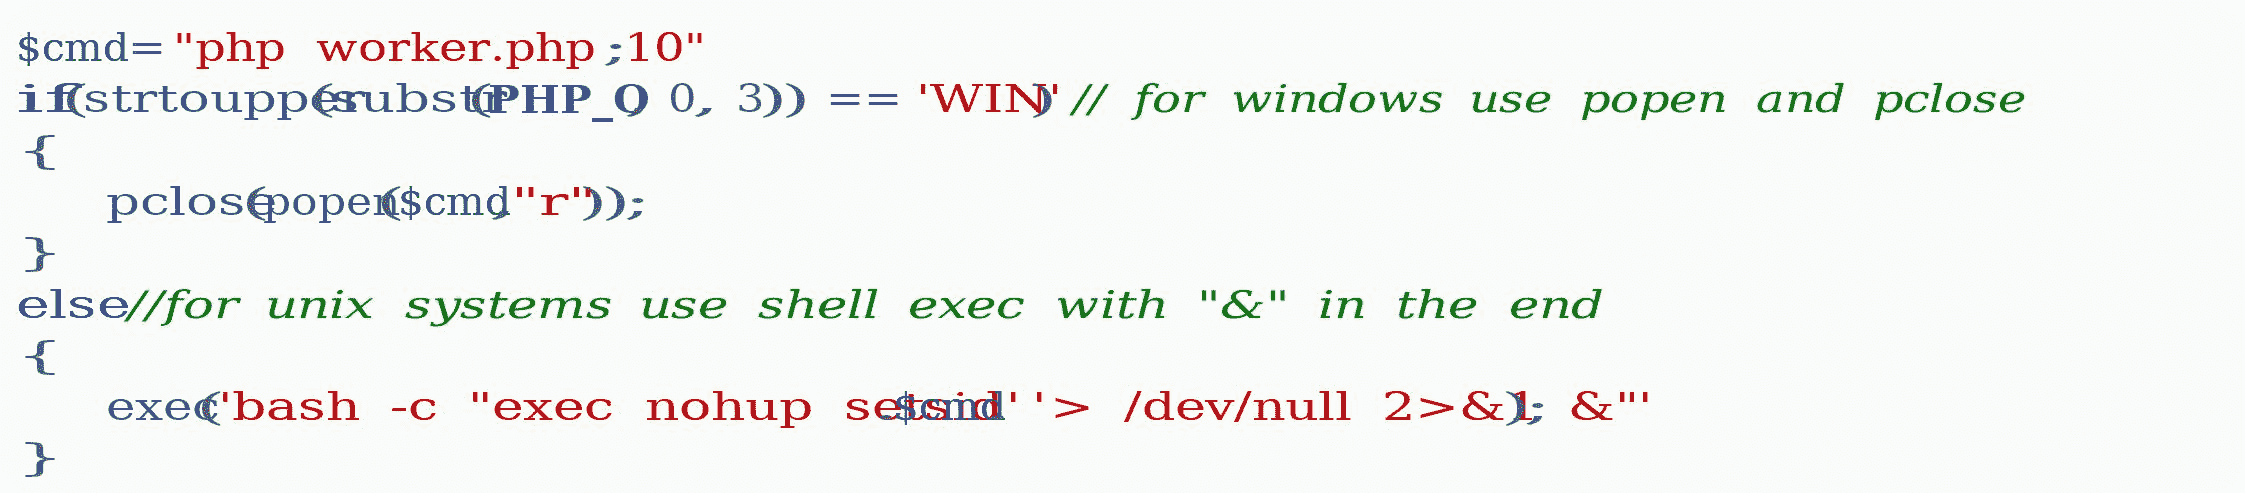 $cmd= "php worker.php 10";
if(strtoupper(substr(PHP_O, 0, 3)) == 'WIN') // for windows use popen and pclose
{
pclose(popen($cmd,"r"));
}
else//for unix systems use shell exec with "&" in the end
{
exec('bash -c "exec nohup setsid '.$cmd.' > /dev/null 2>&1 &"');
}